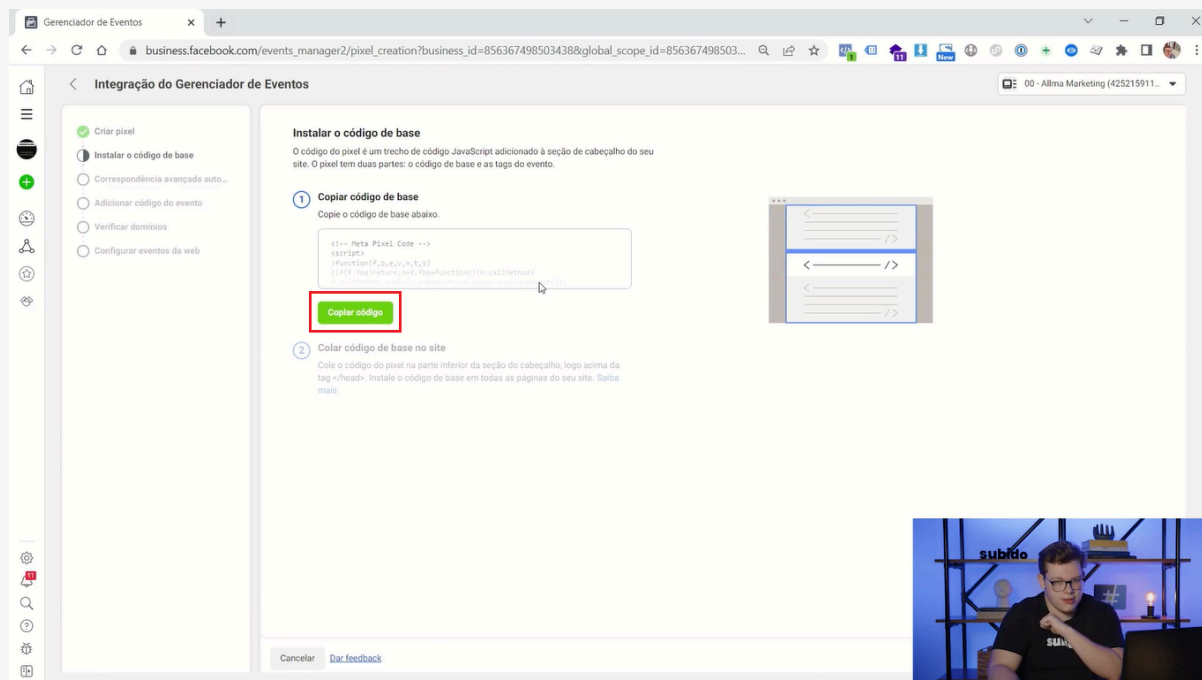 Gerenciador de Eventos
business.facebook.com/events_manager2/pixel_creation?business_id=856367498503438&global_scope_id=856367498503...
1
11
New
Integração do Gerenciador de Eventos
00 - Allma Marketing (425215911...
Criar pixel
Instalar o código de base
Correspondência avançada auto...
Adicionar código do evento
Verificar domínios
Configurar eventos da web
Instalar o código de base
O código do pixel é um trecho de código JavaScript adicionado à seção de cabeçalho do seu
site. O pixel tem duas partes: o código de base e as tags do evento.
1
Copiar código de base
Copie o código de base abaixo.
<!-- Meta Pixel Code -->
<script>
!function(f,b,e,v,n,t,s)
{if(f.fbq)return;n=f.fbq=function(){n.callMethod?
Copiar código
2
Colar código de base no site
Cole o código do pixel na parte inferior da seção do cabeçalho, logo acima da
tag </head>. Instale o código de base em todas as páginas do seu site. Saiba
mais.
11
Cancelar
Dar feedback
subido
#